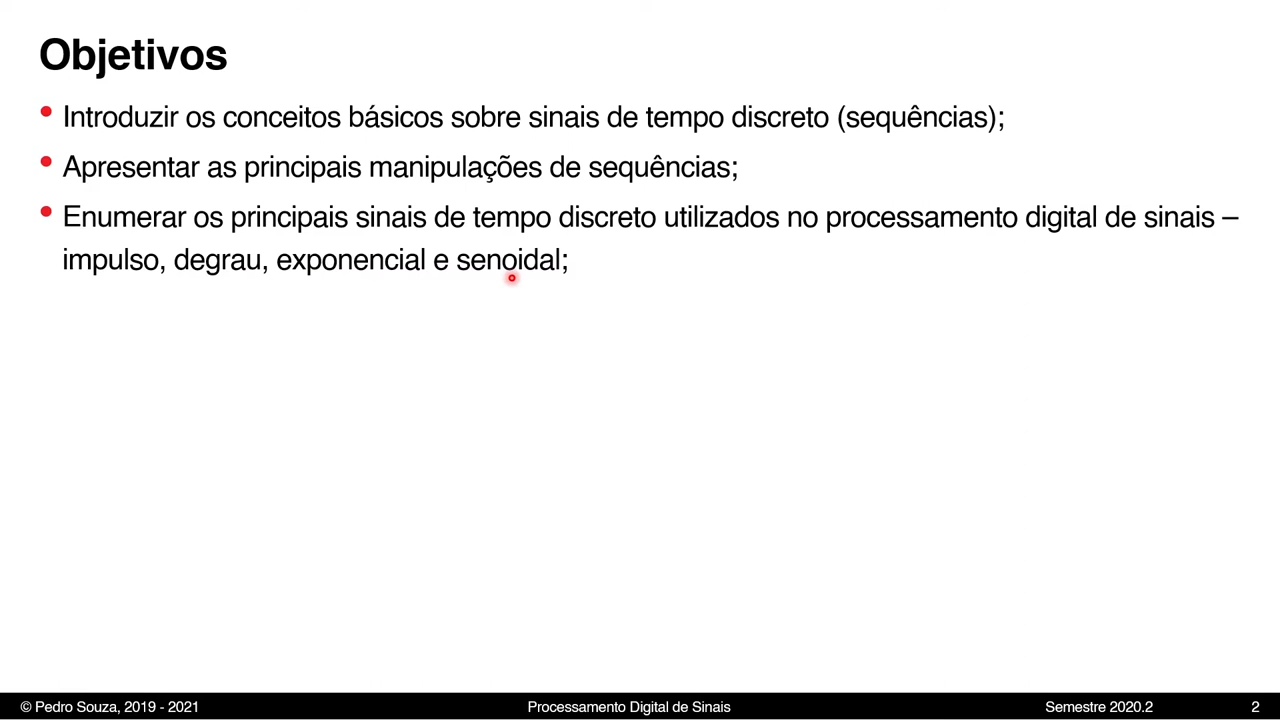 Objetivos
• Introduzir os conceitos básicos sobre sinais de tempo discreto (sequências);
• Apresentar as principais manipulações de sequências;
• Enumerar os principais sinais de tempo discreto utilizados no processamento digital de sinais –
impulso, degrau, exponencial e senoidal;
© Pedro Souza, 2019 - 2021 Processamento Digital de Sinais Semestre 2020.2 2